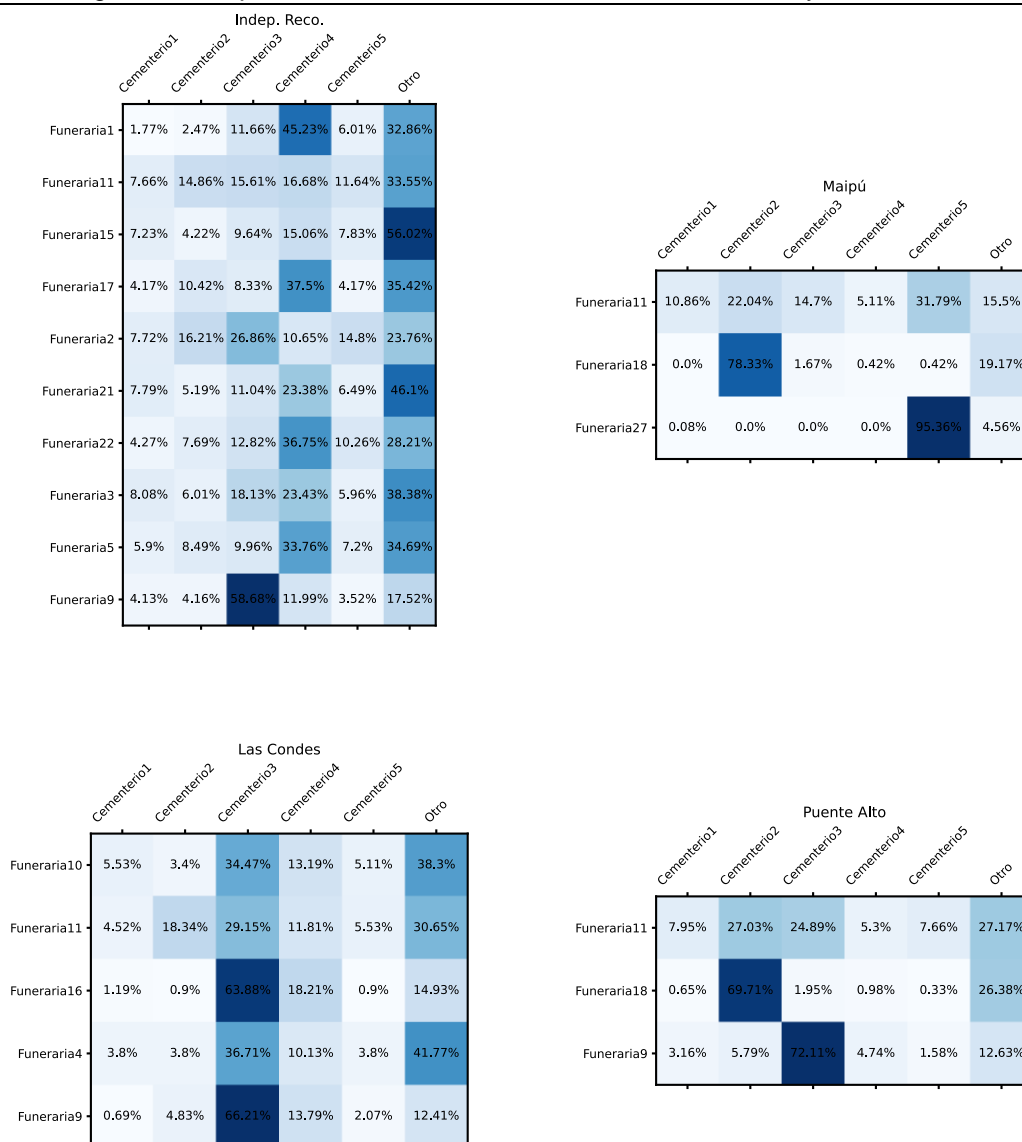 Indep. Reco.
Cementerio1 Cementerio2 Cementerio3 Cementerio4 Cementerio5 Otro
Funeraria1 1.77% 2.47% 11.66% 45.23% 6.01% 32.86%
Funeraria11 7.66% 14.86% 15.61% 16.68% 11.64% 33.55%
Funeraria15 7.23% 4.22% 9.64% 15.06% 7.83% 56.02%
Funeraria17 4.17% 10.42% 8.33% 37.5% 4.17% 35.42%
Funeraria2 7.72% 16.21% 26.86% 10.65% 14.8% 23.76%
Funeraria21 7.79% 5.19% 11.04% 23.38% 6.49% 46.1%
Funeraria22 4.27% 7.69% 12.82% 36.75% 10.26% 28.21%
Funeraria3 8.08% 6.01% 18.13% 23.43% 5.96% 38.38%
Funeraria5 5.9% 8.49% 9.96% 33.76% 7.2% 34.69%
Funeraria9 4.13% 4.16% 58.68% 11.99% 3.52% 17.52%
Maipú
Cementerio1 Cementerio2 Cementerio3 Cementerio4 Cementerio5 Otro
Funeraria11 10.86% 22.04% 14.7% 5.11% 31.79% 15.5%
Funeraria18 0.0% 78.33% 1.67% 0.42% 0.42% 19.17%
Funeraria27 0.08% 0.0% 0.0% 0.0% 95.36% 4.56%
Las Condes
Cementerio1 Cementerio2 Cementerio3 Cementerio4 Cementerio5 Otro
Funeraria10 5.53% 3.4% 34.47% 13.19% 5.11% 38.3%
Funeraria11 4.52% 18.34% 29.15% 11.81% 5.53% 30.65%
Funeraria16 1.19% 0.9% 63.88% 18.21% 0.9% 14.93%
Funeraria4 3.8% 3.8% 36.71% 10.13% 3.8% 41.77%
Funeraria9 0.69% 4.83% 66.21% 13.79% 2.07% 12.41%
Puente Alto
Cementerio1 Cementerio2 Cementerio3 Cementerio4 Cementerio5 Otro
Funeraria11 7.95% 27.03% 24.89% 5.3% 7.66% 27.17%
Funeraria18 0.65% 69.71% 1.95% 0.98% 0.33% 26.38%
Funeraria9 3.16% 5.79% 72.11% 4.74% 1.58% 12.63%